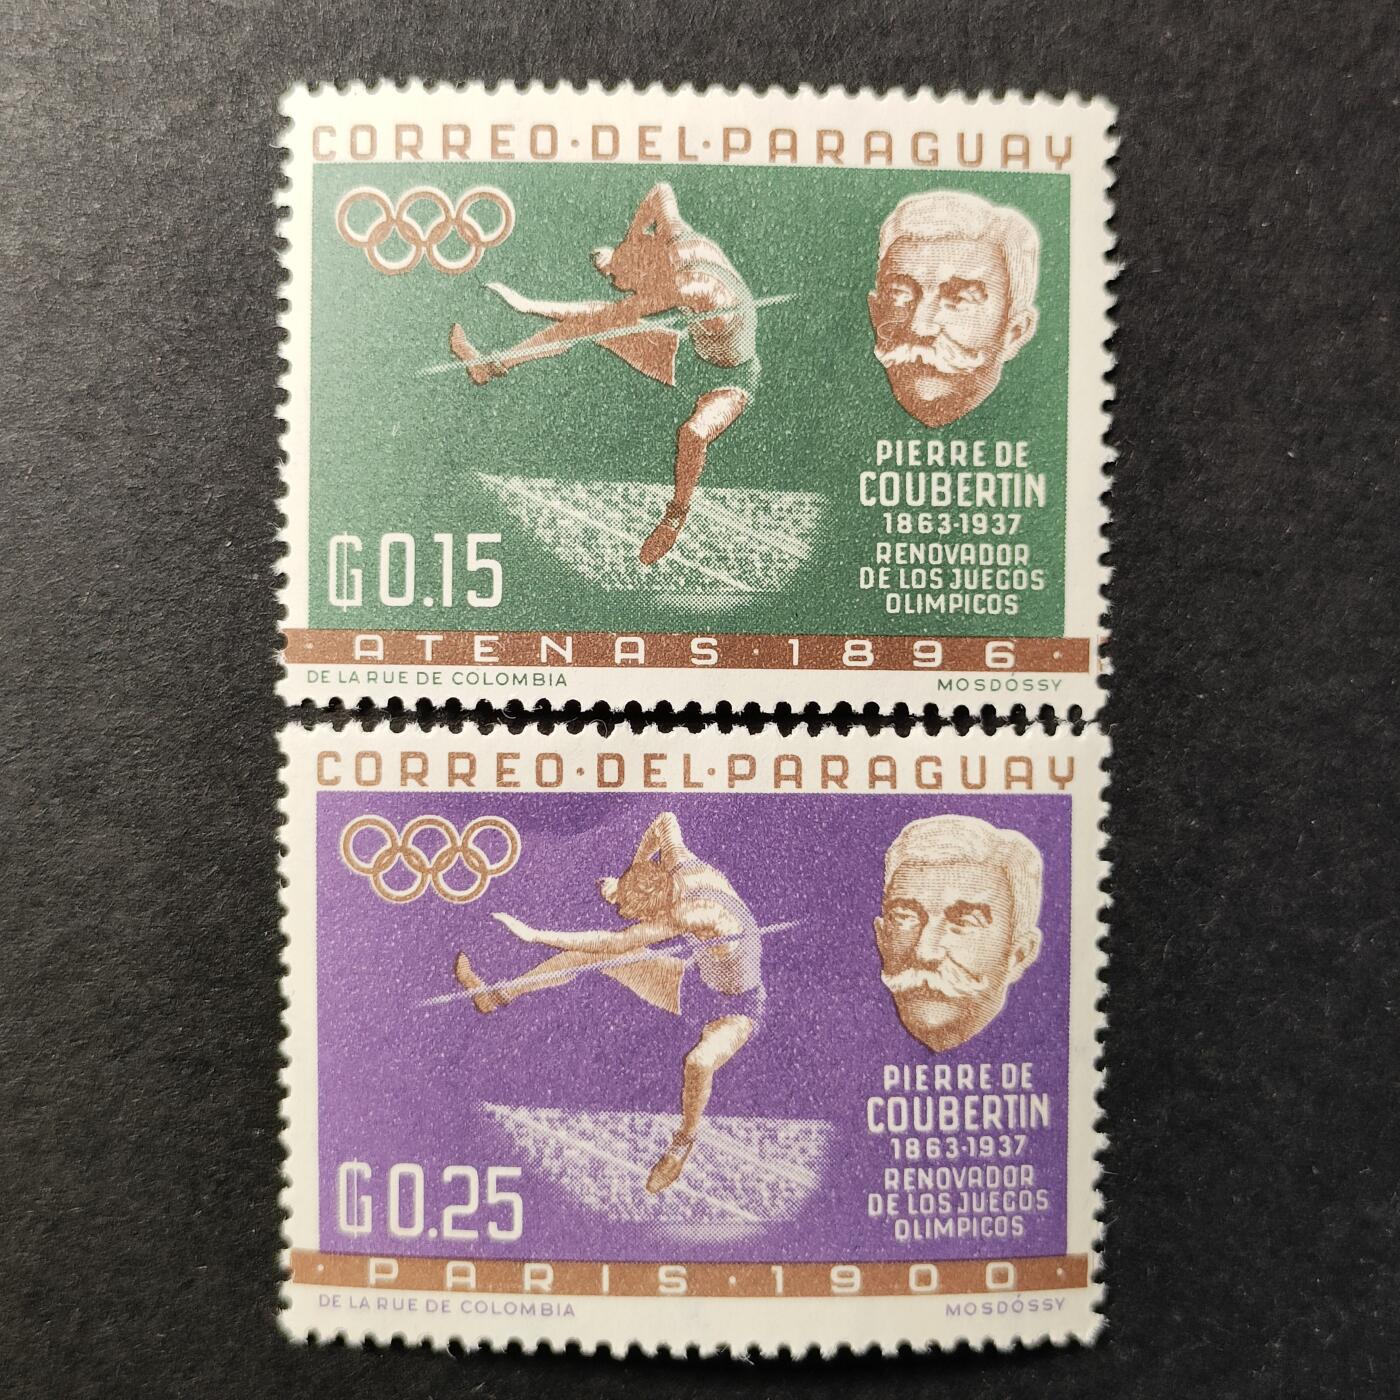 CORREO·DEL·PARAGUAY
PIERRE DE
COUBERTIN
1863-1937
RENOVADOR
DE LOS JUEGOS
OLIMPICOS
₲0.15
·ATENAS·1896·
DE LA RUE DE COLOMBIA
MOSDÓSSY
CORREO·DEL·PARAGUAY
PIERRE DE
COUBERTIN
1863-1937
RENOVADOR
DE LOS JUEGOS
OLIMPICOS
₲0.25
·PARIS·1900·
DE LA RUE DE COLOMBIA
MOSDÓSSY